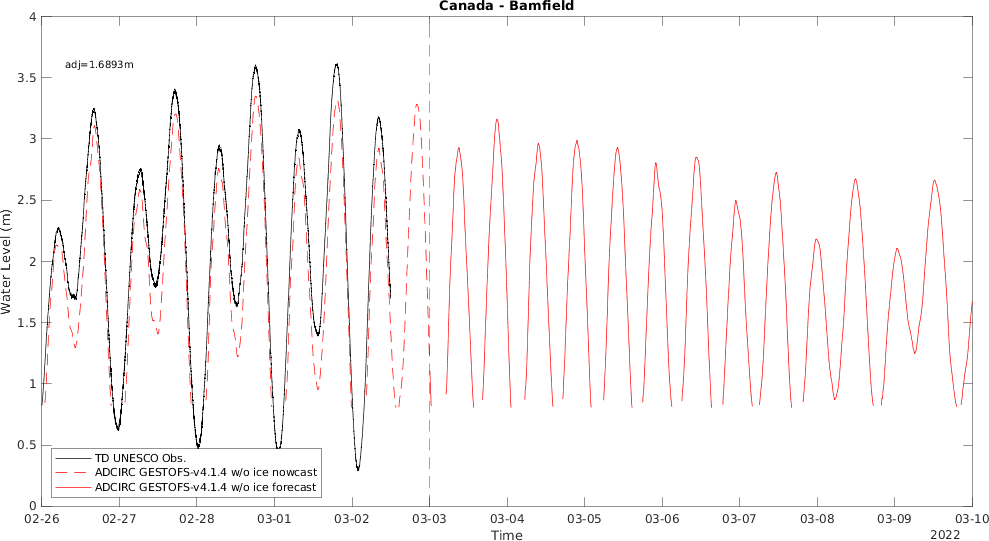 Canada - Bamfield
adj=1.6893m
Water Level (m)
4
3.5
3
2.5
2
1.5
1
0.5
0
TD UNESCO Obs.
ADCIRC GESTOFS-v4.1.4 w/o ice nowcast
ADCIRC GESTOFS-v4.1.4 w/o ice forecast
02-26 02-27 02-28 03-01 03-02 03-03 03-04 03-05 03-06 03-07 03-08 03-09 03-10
Time
2022